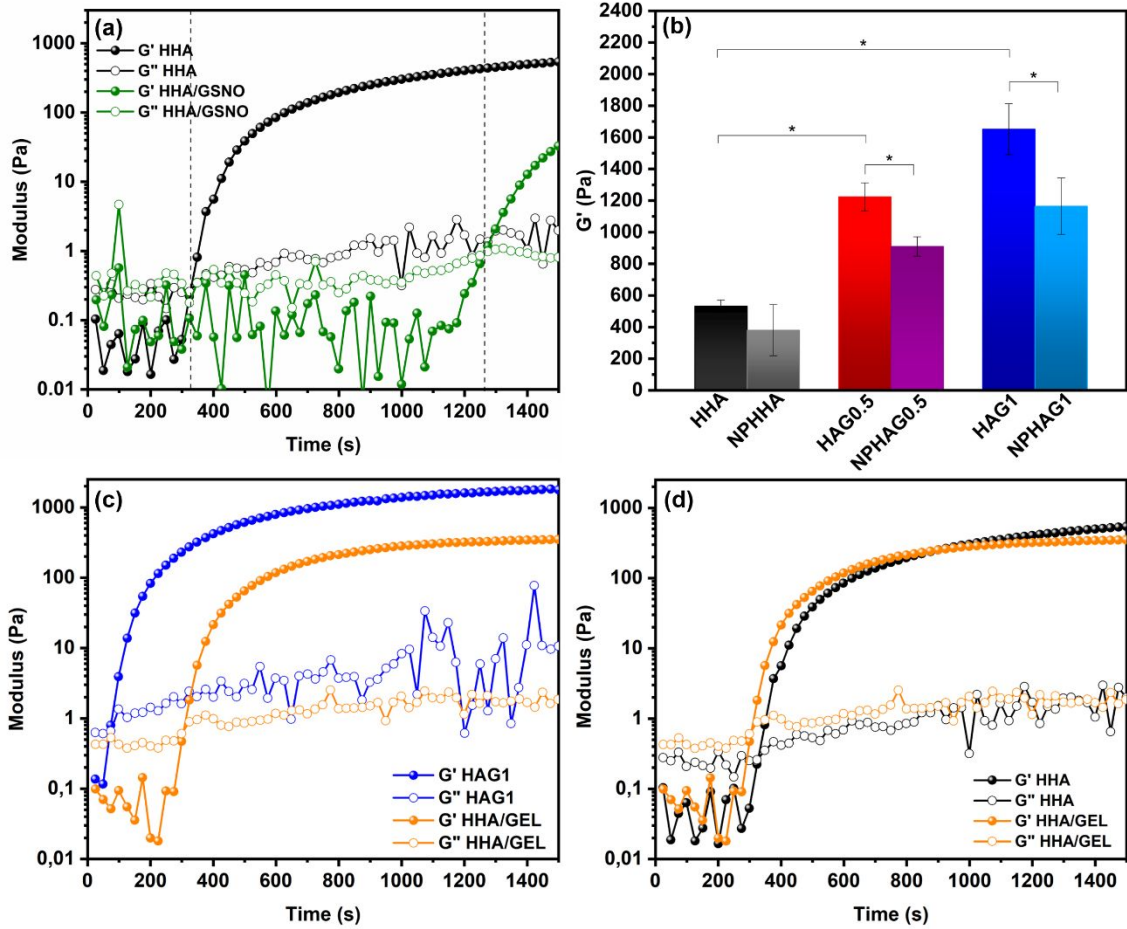 (a)
G' HHA
G'' HHA
G' HHA/GSNO
G'' HHA/GSNO
Modulus (Pa)
1000
100
10
1
0.1
0.01
0 200 400 600 800 1000 1200 1400
Time (s)
(b)
G' (Pa)
2400
2200
2000
1800
1600
1400
1200
1000
800
600
400
200
0
*
*
*
*
HHA
NPHHA
HAG0.5
NPHAG0.5
HAG1
NPHAG1
(c)
Modulus (Pa)
1000
100
10
1
0,1
0,01
G' HAG1
G'' HAG1
G' HHA/GEL
G'' HHA/GEL
0 200 400 600 800 1000 1200 1400
Time (s)
(d)
Modulus (Pa)
1000
100
10
1
0,1
0,01
G' HHA
G'' HHA
G' HHA/GEL
G'' HHA/GEL
0 200 400 600 800 1000 1200 1400
Time (s)